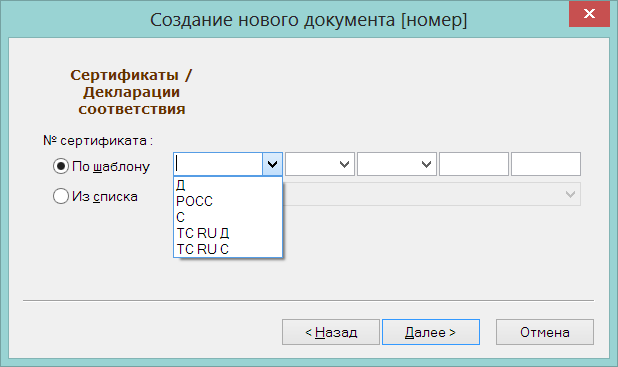 Создание нового документа [номер]
Сертификаты /
Декларации
соответствия
№ сертификата :
По шаблону
Из списка
Д
РОСС
С
ТС RU Д
ТС RU С
< Назад
Далее >
Отмена